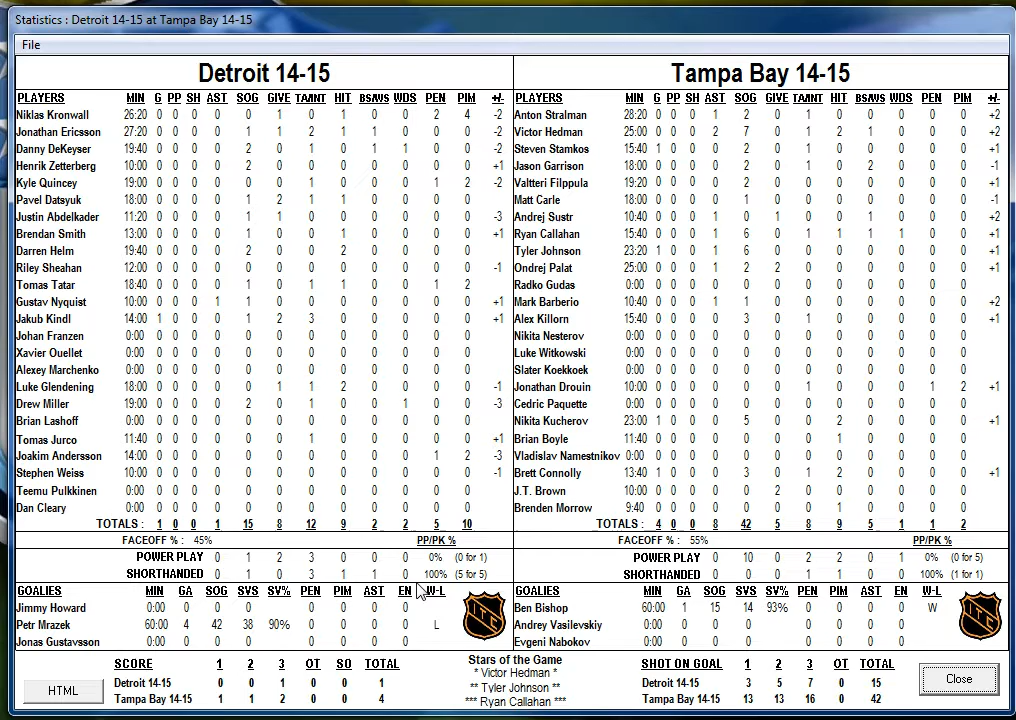 Statistics : Detroit 14-15 at Tampa Bay 14-15
File
Detroit 14-15
PLAYERS MIN G PP SH AST SOG GIVE TA/INT HIT BS/WS WDS PEN PIM +/-
Niklas Kronwall 26:20 0 0 0 0 0 1 0 1 0 0 2 4 -2
Jonathan Ericsson 27:20 0 0 0 0 1 1 2 1 1 0 0 0 -2
Danny DeKeyser 19:40 0 0 0 0 2 0 1 0 1 1 0 0 -2
Henrik Zetterberg 10:00 0 0 0 0 2 0 0 0 0 0 0 0 +1
Kyle Quincey 19:00 0 0 0 0 0 0 1 0 0 0 1 2 -2
Pavel Datsyuk 18:00 0 0 0 0 1 2 1 1 0 0 0 0
Justin Abdelkader 11:20 0 0 0 0 1 1 0 0 0 0 0 0 -3
Brendan Smith 13:00 0 0 0 0 1 0 0 1 0 0 0 0 +1
Darren Helm 19:40 0 0 0 0 2 0 0 2 0 0 0 0
Riley Sheahan 12:00 0 0 0 0 0 0 0 0 0 0 0 0 -1
Tomas Tatar 18:40 0 0 0 0 1 0 1 1 0 0 1 2
Gustav Nyquist 10:00 0 0 0 1 1 0 0 0 0 0 0 0 +1
Jakub Kindl 14:00 1 0 0 0 1 2 3 0 0 0 0 0 +1
Johan Franzen 0:00 0 0 0 0 0 0 0 0 0 0 0 0
Xavier Ouellet 0:00 0 0 0 0 0 0 0 0 0 0 0 0
Alexey Marchenko 0:00 0 0 0 0 0 0 0 0 0 0 0 0
Luke Glendening 18:00 0 0 0 0 0 1 1 2 0 0 0 0 -1
Drew Miller 19:00 0 0 0 0 2 0 1 0 0 1 0 0 -3
Brian Lashoff 0:00 0 0 0 0 0 0 0 0 0 0 0 0
Tomas Jurco 11:40 0 0 0 0 0 0 1 0 0 0 0 0 +1
Joakim Andersson 14:00 0 0 0 0 0 0 0 0 0 0 1 2 -3
Stephen Weiss 10:00 0 0 0 0 1 0 0 0 0 0 0 0 -1
Teemu Pulkkinen 0:00 0 0 0 0 0 0 0 0 0 0 0 0
Dan Cleary 0:00 0 0 0 0 0 0 0 0 0 0 0 0
TOTALS : 1 0 0 1 15 8 12 9 2 2 5 10
FACEOFF % : 45% PP/PK %
POWER PLAY 0 1 2 3 0 0 0 0% (0 for 1)
SHORTHANDED 0 1 0 3 1 1 0 100% (5 for 5)
GOALIES MIN GA SOG SVS SV% PEN PIM AST EN W-L
Jimmy Howard 0:00 0 0 0 0 0 0 0
Petr Mrazek 60:00 4 42 38 90% 0 0 0 0 L
Jonas Gustavsson 0:00 0 0 0 0 0 0 0
ITC
Tampa Bay 14-15
PLAYERS MIN G PP SH AST SOG GIVE TA/INT HIT BS/WS WDS PEN PIM +/-
Anton Stralman 28:20 0 0 0 1 2 0 1 0 0 0 0 0 +2
Victor Hedman 25:00 0 0 0 2 7 0 1 2 1 0 0 0 +2
Steven Stamkos 15:40 1 0 0 0 2 0 1 0 0 0 0 0 +1
Jason Garrison 18:00 0 0 0 0 2 0 1 0 2 0 0 0 -1
Valtteri Filppula 19:20 0 0 0 1 2 0 0 0 0 0 0 0 +1
Matt Carle 18:00 0 0 0 0 1 0 0 0 0 0 0 0 -1
Andrej Sustr 10:40 0 0 0 1 0 1 0 0 1 0 0 0 +2
Ryan Callahan 15:40 0 0 0 1 6 0 1 1 1 1 0 0 +1
Tyler Johnson 23:20 1 0 0 1 6 0 0 0 0 0 0 0 +1
Ondrej Palat 25:00 0 0 0 1 2 2 0 0 0 0 0 0 +1
Radko Gudas 0:00 0 0 0 0 0 0 0 0 0 0 0 0
Mark Barberio 10:40 0 0 0 1 1 0 0 0 0 0 0 0 +2
Alex Killorn 15:40 0 0 0 0 3 0 1 0 0 0 0 0 +1
Nikita Nesterov 0:00 0 0 0 0 0 0 0 0 0 0 0 0
Luke Witkowski 0:00 0 0 0 0 0 0 0 0 0 0 0 0
Slater Koekkoek 0:00 0 0 0 0 0 0 0 0 0 0 0 0
Jonathan Drouin 10:00 0 0 0 0 0 0 1 0 0 0 1 2 +1
Cedric Paquette 0:00 0 0 0 0 0 0 0 0 0 0 0 0
Nikita Kucherov 23:00 1 0 0 0 5 0 0 2 0 0 0 0 +1
Brian Boyle 11:40 0 0 0 0 0 0 0 1 0 0 0 0
Vladislav Namestnikov 0:00 0 0 0 0 0 0 0 0 0 0 0 0
Brett Connolly 13:40 1 0 0 0 3 0 1 2 0 0 0 0 +1
J.T. Brown 10:00 0 0 0 0 0 2 0 0 0 0 0 0
Brenden Morrow 9:40 0 0 0 0 0 0 0 1 0 0 0 0
TOTALS : 4 0 0 8 42 5 8 9 5 1 1 2
FACEOFF % : 55% PP/PK %
POWER PLAY 0 10 0 2 2 0 1 0% (0 for 5)
SHORTHANDED 0 0 0 0 1 0 0 100% (1 for 1)
GOALIES MIN GA SOG SVS SV% PEN PIM AST EN W-L
Ben Bishop 60:00 1 15 14 93% 0 0 0 0 W
Andrey Vasilevskiy 0:00 0 0 0 0 0 0 0
Evgeni Nabokov 0:00 0 0 0 0 0 0 0
ITC
SCORE 1 2 3 OT SO TOTAL
Detroit 14-15 0 0 1 0 0 1
Tampa Bay 14-15 1 1 2 0 0 4
HTML
Stars of the Game
* Victor Hedman *
** Tyler Johnson **
*** Ryan Callahan ***
SHOT ON GOAL 1 2 3 OT TOTAL
Detroit 14-15 3 5 7 0 15
Tampa Bay 14-15 13 13 16 0 42
Close